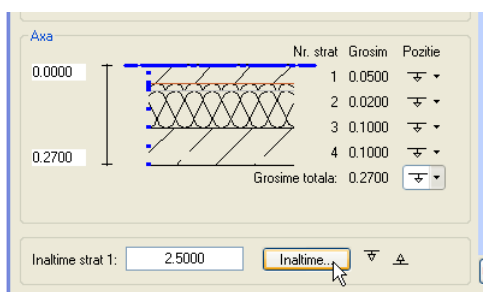 Axa
Nr. strat Grosim Pozitie
0.0000
1 0.0500
2 0.0200
3 0.1000
0.2700
4 0.1000
Grosime totala: 0.2700
Inaltime strat 1: 2.5000 Inaltime...